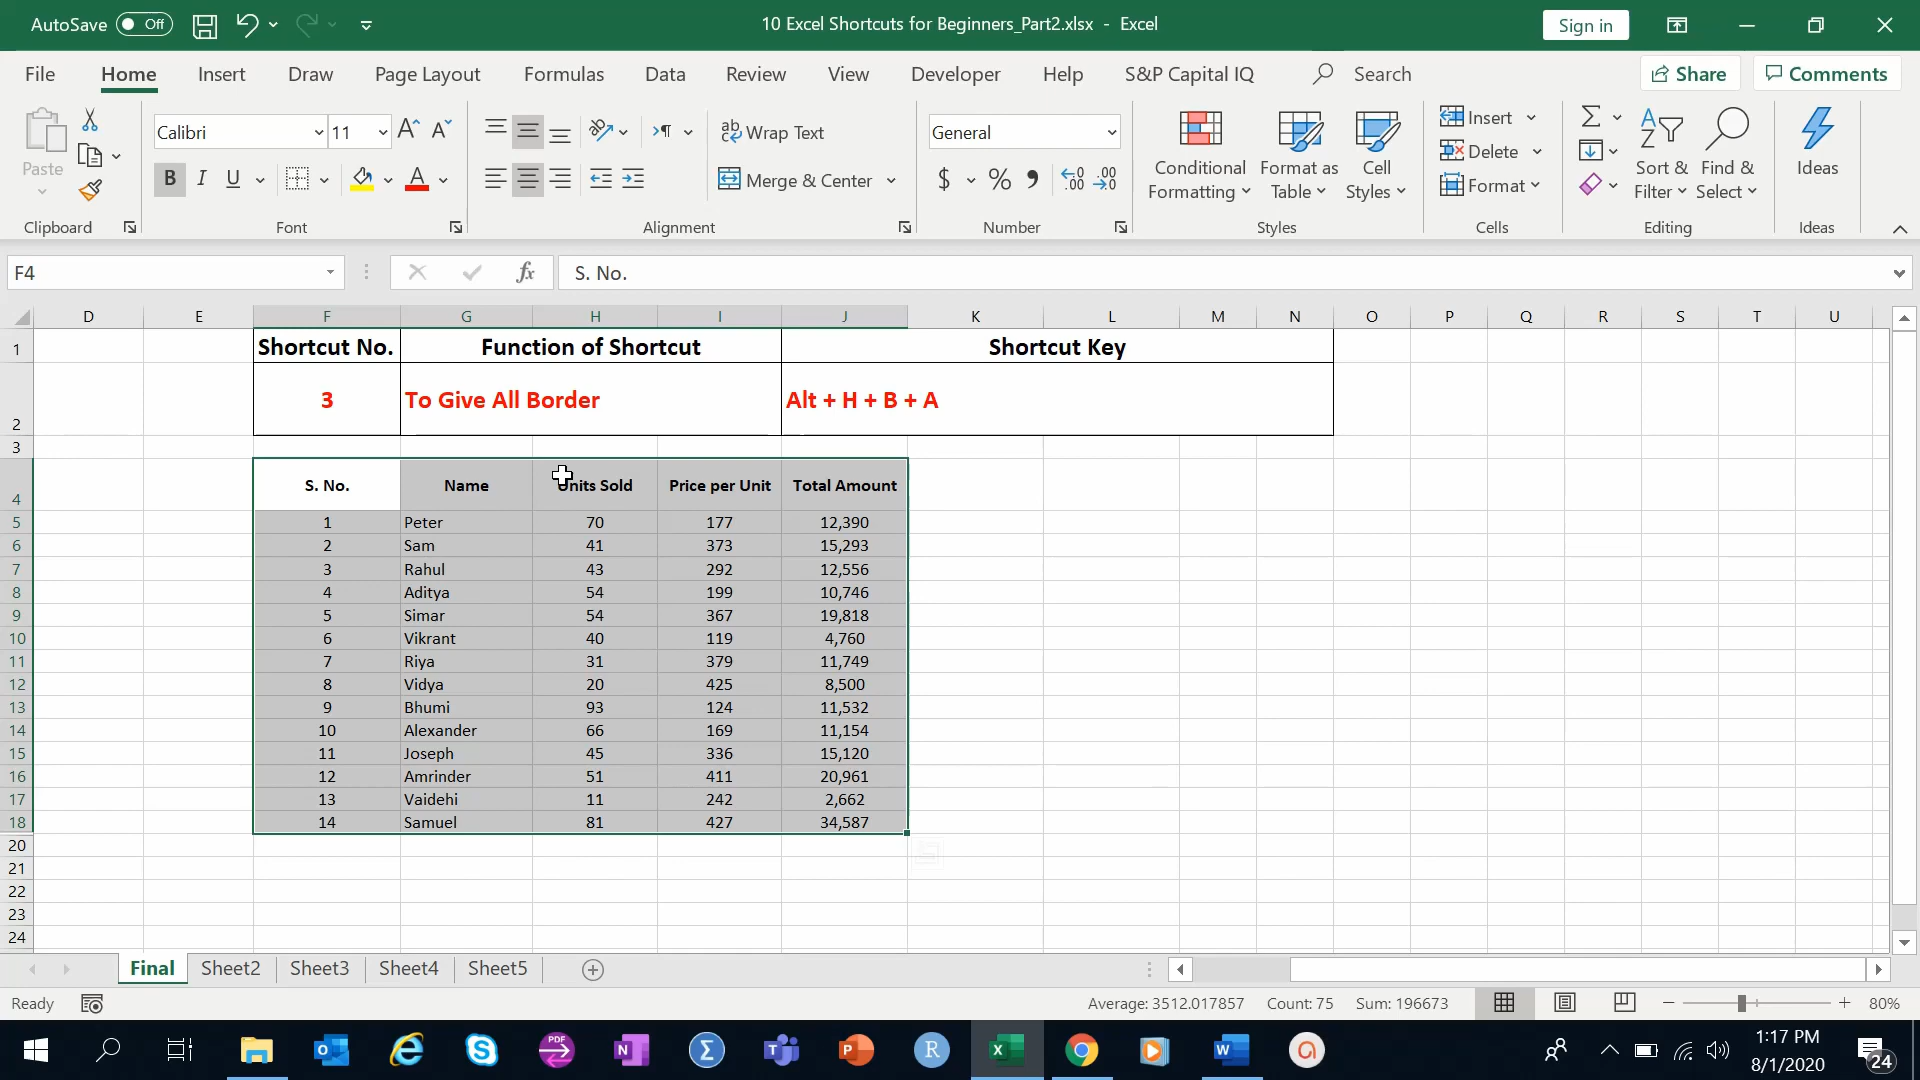 AutoSave Off 10 Excel Shortcuts for Beginners_Part2.xlsx - Excel Sign in
File Home Insert Draw Page Layout Formulas Data Review View Developer Help S&P Capital IQ Search Share Comments
Paste Calibri 11 Wrap Text General Conditional Formatting Format as Table Cell Styles Insert Sort & Filter Find & Select Ideas
B I U Merge & Center $ % Delete
Format
Clipboard Font Alignment Number Styles Cells Editing Ideas
F4 fx S. No.
D E F G H I J K L M N O P Q R S T U
1 Shortcut No. Function of Shortcut Shortcut Key
2 3 To Give All Border Alt + H + B + A
3
4 S. No. Name Units Sold Price per Unit Total Amount
5 1 Peter 70 177 12,390
6 2 Sam 41 373 15,293
7 3 Rahul 43 292 12,556
8 4 Aditya 54 199 10,746
9 5 Simar 54 367 19,818
10 6 Vikrant 40 119 4,760
11 7 Riya 31 379 11,749
12 8 Vidya 20 425 8,500
13 9 Bhumi 93 124 11,532
14 10 Alexander 66 169 11,154
15 11 Joseph 45 336 15,120
16 12 Amrinder 51 411 20,961
17 13 Vaidehi 11 242 2,662
18 14 Samuel 81 427 34,587
20
21
22
23
24
Final Sheet2 Sheet3 Sheet4 Sheet5
Ready Average: 3512.017857 Count: 75 Sum: 196673 80%
1:17 PM
8/1/2020
24